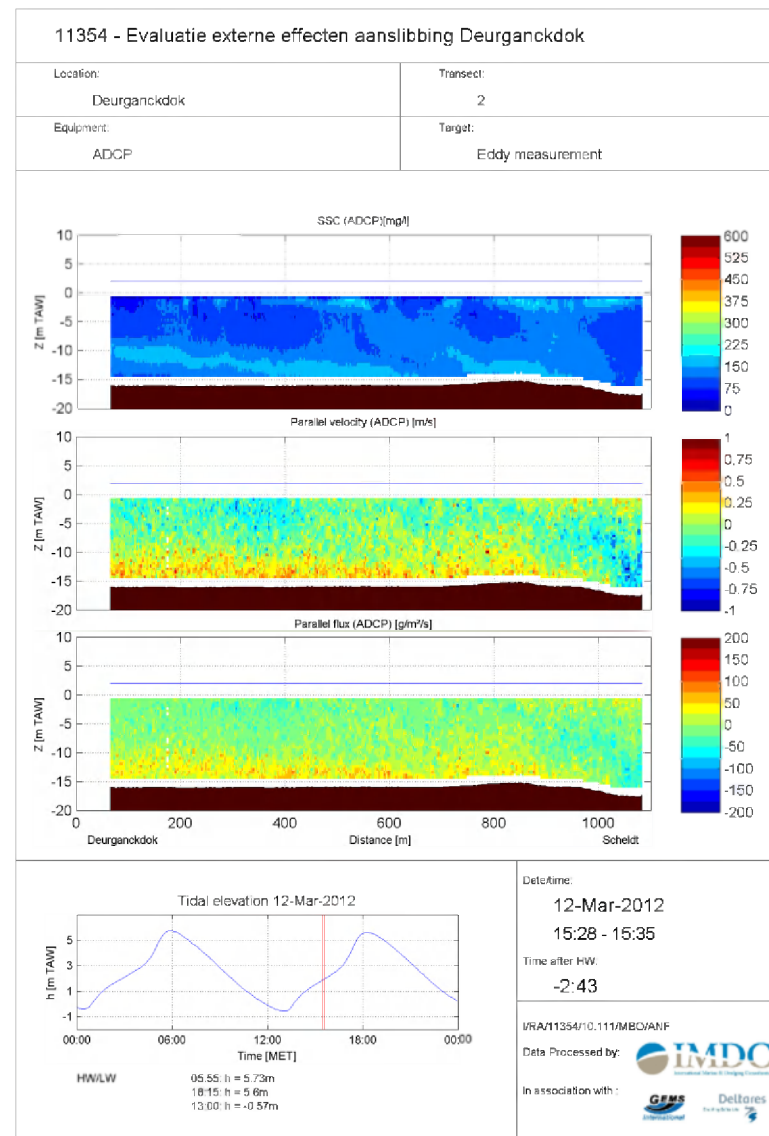 11354 - Evaluatie externe effecten aanslibbing Deurganckdok
Location:
Deurganckdok
Transect:
2
Equipment:
ADCP
Target:
Eddy measurement
SSC (ADCP)[mg/l]
10
5
0
-5
-10
-15
-20
Z [m TAW]
600
525
450
375
300
225
150
75
0
Parallel velocity (ADCP) [m/s]
10
5
0
-5
-10
-15
-20
Z [m TAW]
1
0.75
0.5
0.25
0
-0.25
-0.5
-0.75
-1
Parallel flux (ADCP) [g/m²/s]
10
5
0
-5
-10
-15
-20
Z [m TAW]
200
150
100
50
0
-50
-100
-150
-200
0 200 400 600 800 1000
Deurganckdok Distance [m] Scheldt
Tidal elevation 12-Mar-2012
5
3
1
-1
h [m TAW]
00:00 06:00 12:00 18:00 00:00
Time [MET]
HW/LW
05:55: h = 5.73m
18:15: h = 5.6m
13:00: h = -0.57m
Date/time:
12-Mar-2012
15:28 - 15:35
Time after HW:
-2:43
I/RA/11354/10.111/MBO/ANF
Data Processed by:
IMDC
In association with :
GEMS
International
Deltares